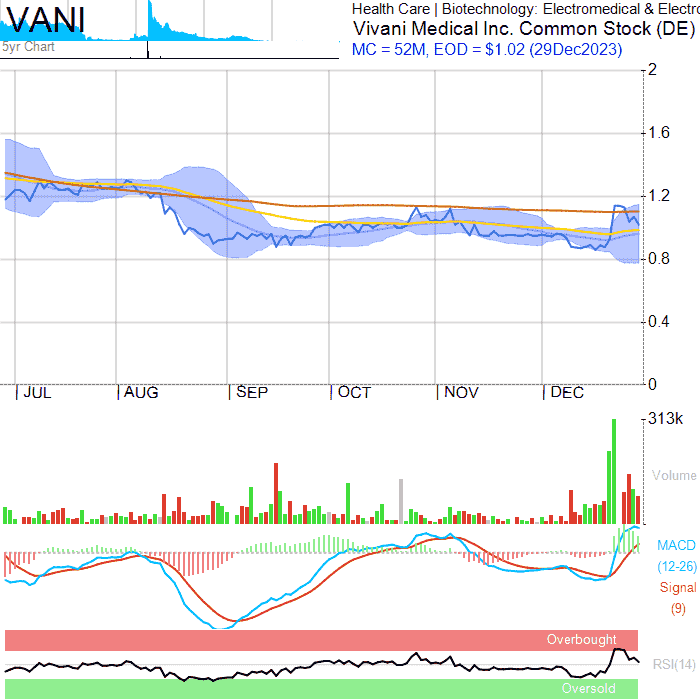 VANI
5yr Chart
Health Care | Biotechnology: Electromedical & Electro
Vivani Medical Inc. Common Stock (DE)
MC = 52M, EOD = $1.02 (29Dec2023)
2
1.6
1.2
0.8
0.4
0
JUL AUG SEP OCT NOV DEC
313k
Volume
MACD
(12-26)
Signal
(9)
Overbought
RSI(14)
Oversold